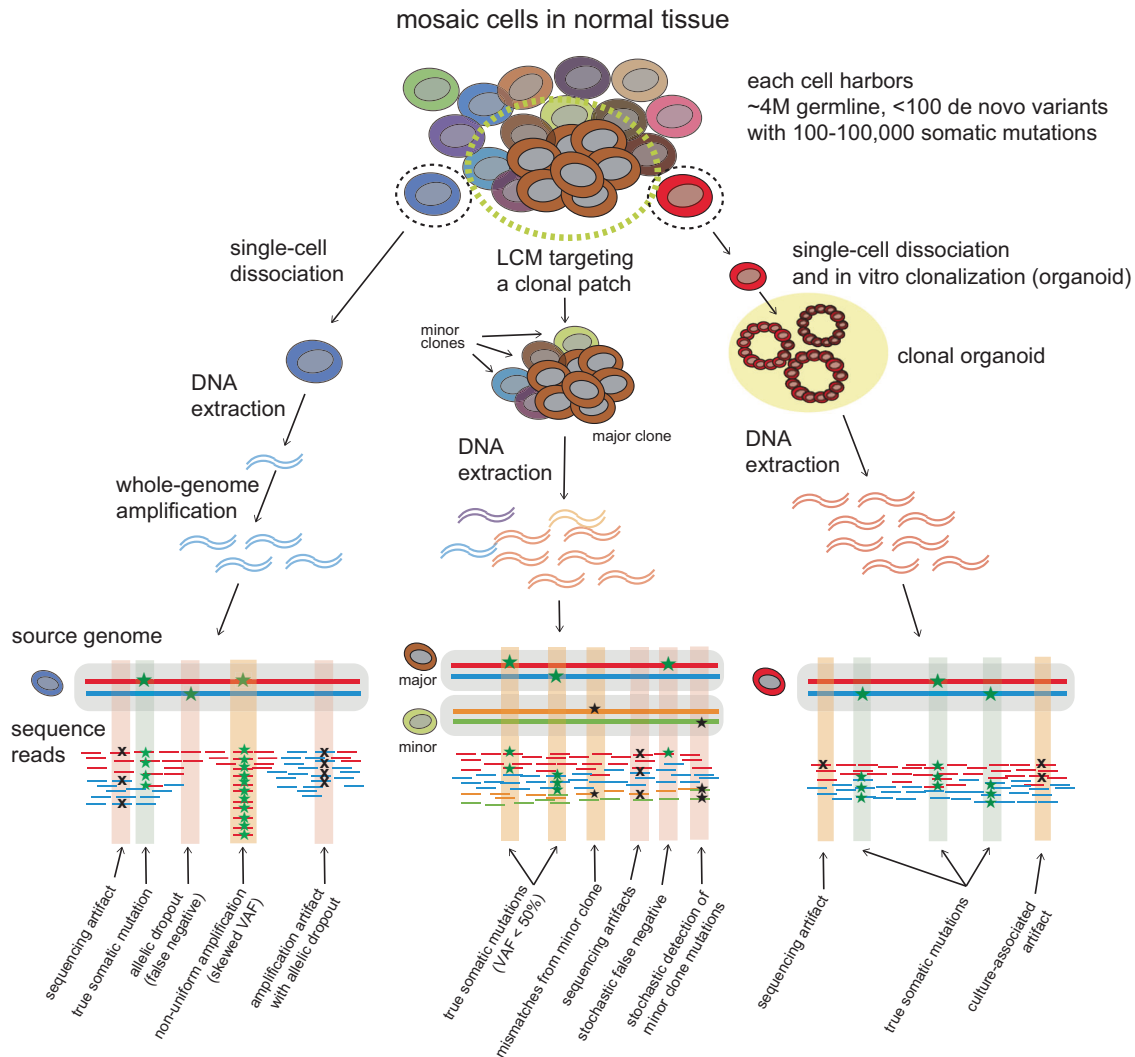 mosaic cells in normal tissue
each cell harbors
~4M germline, <100 de novo variants
with 100-100,000 somatic mutations
single-cell
dissociation
LCM targeting
a clonal patch
single-cell dissociation
and in vitro clonalization (organoid)
minor
clones
clonal organoid
major clone
DNA
extraction
DNA
extraction
DNA
extraction
whole-genome
amplification
source genome
major
minor
sequence
reads
x
x
x
x
x
x
x
x
x
x
x
x
x
sequencing artifact
true somatic mutation
allelic dropout
(false negative)
non-uniform amplification
(skewed VAF)
amplification artifact
with allelic dropout
true somatic mutations
(VAF < 50%)
mismatches from minor clone
sequencing artifacts
stochastic false negative
stochastic detection of
minor clone mutations
sequencing artifact
true somatic mutations
culture-associated
artifact